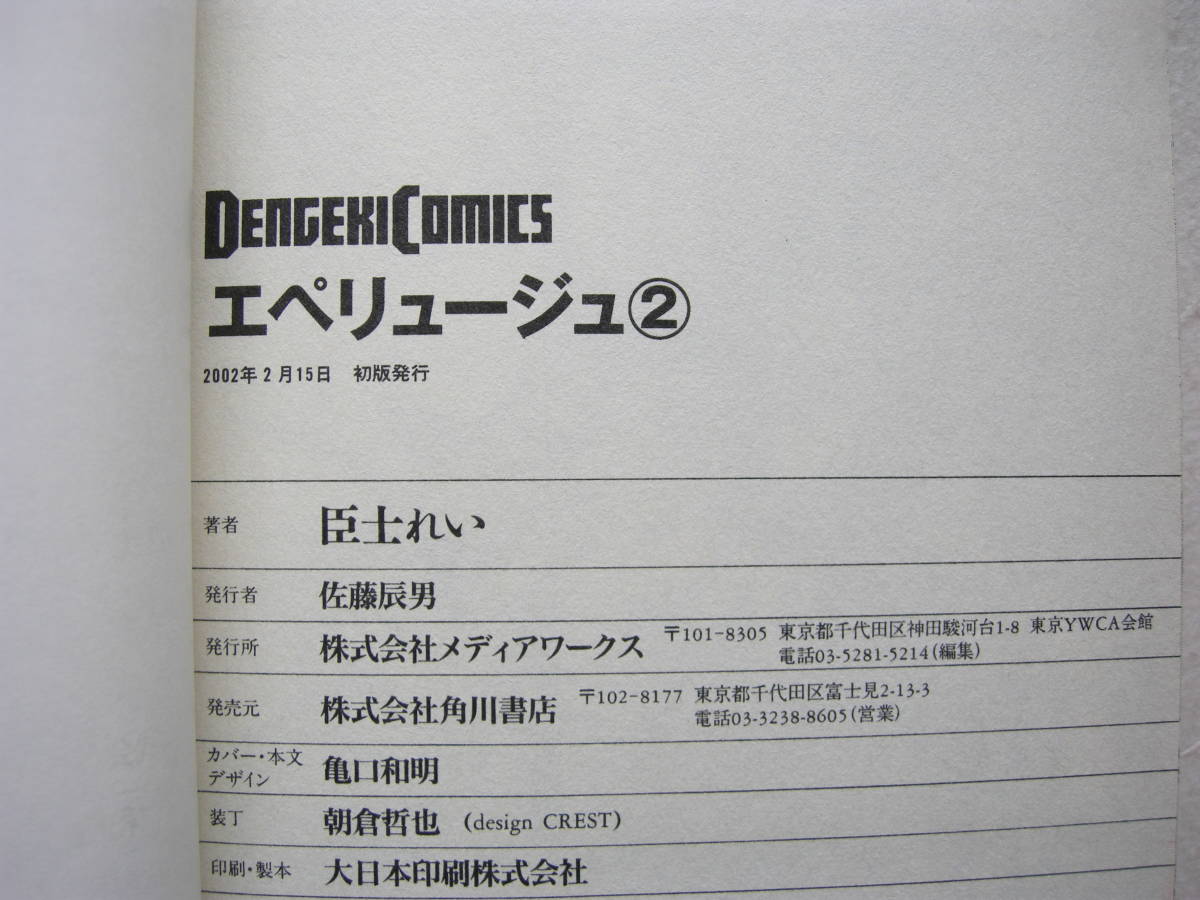 DENGEKI COMICS
エペリュージュ②
2002年2月15日 初版発行
著者 臣士れい
発行者 佐藤辰男
発行所 株式会社メディアワークス 〒101-8305 東京都千代田区神田駿河台1-8 東京YWCA会館
電話03-5281-5214(編集)
発売元 株式会社角川書店 〒102-8177 東京都千代田区富士見2-13-3
電話03-3238-8605(営業)
カバー・本文
デザイン 亀口和明
装丁 朝倉哲也 (design CREST)
印刷・製本 大日本印刷株式会社